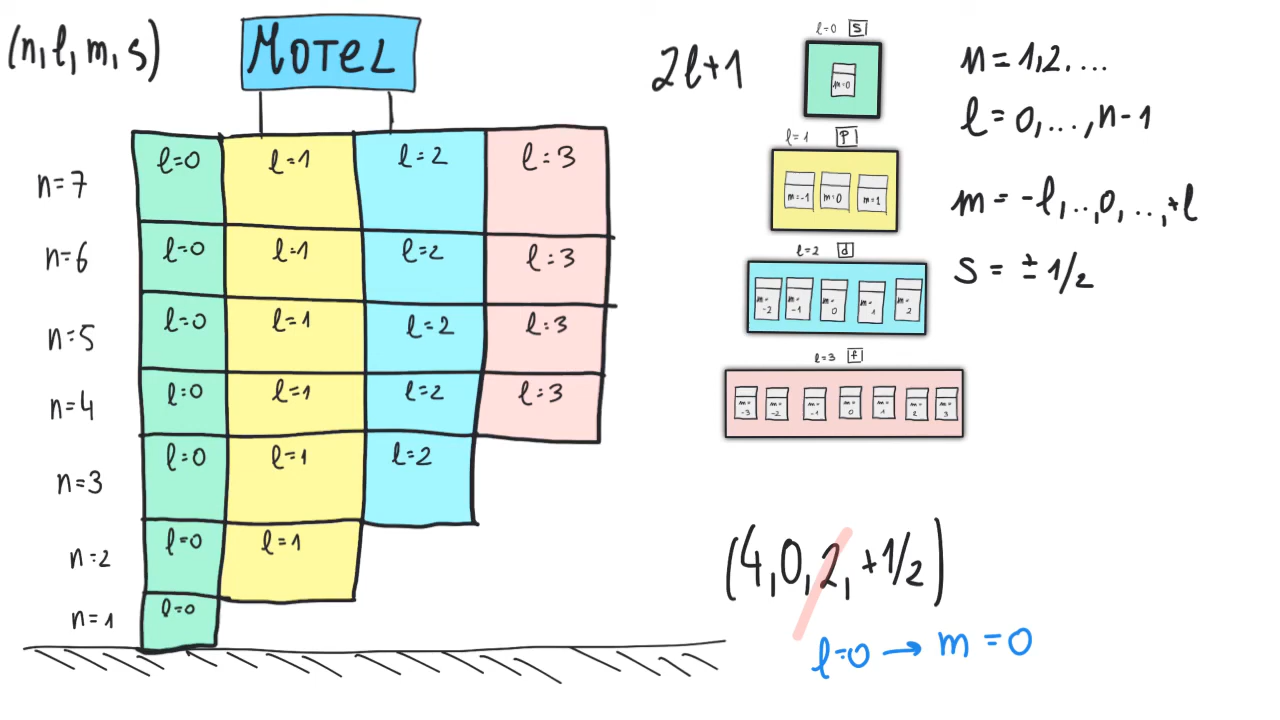 (n, l, m, s)
MOTEL
n=7 l=0 l=1 l=2 l=3
n=6 l=0 l=1 l=2 l=3
n=5 l=0 l=1 l=2 l=3
n=4 l=0 l=1 l=2 l=3
n=3 l=0 l=1 l=2
n=2 l=0 l=1
n=1 l=0
2l+1
l=0 s
m=0
l=1 p
m=-1 m=0 m=1
l=2 d
m=-2 m=-1 m=0 m=1 m=2
l=3 f
m=-3 m=-2 m=-1 m=0 m=1 m=2 m=3
n = 1,2,...
l = 0,...,n-1
m = -l,..,0,..,+l
s = ± 1/2
(4,0,2,+1/2)
l=0 → m = 0